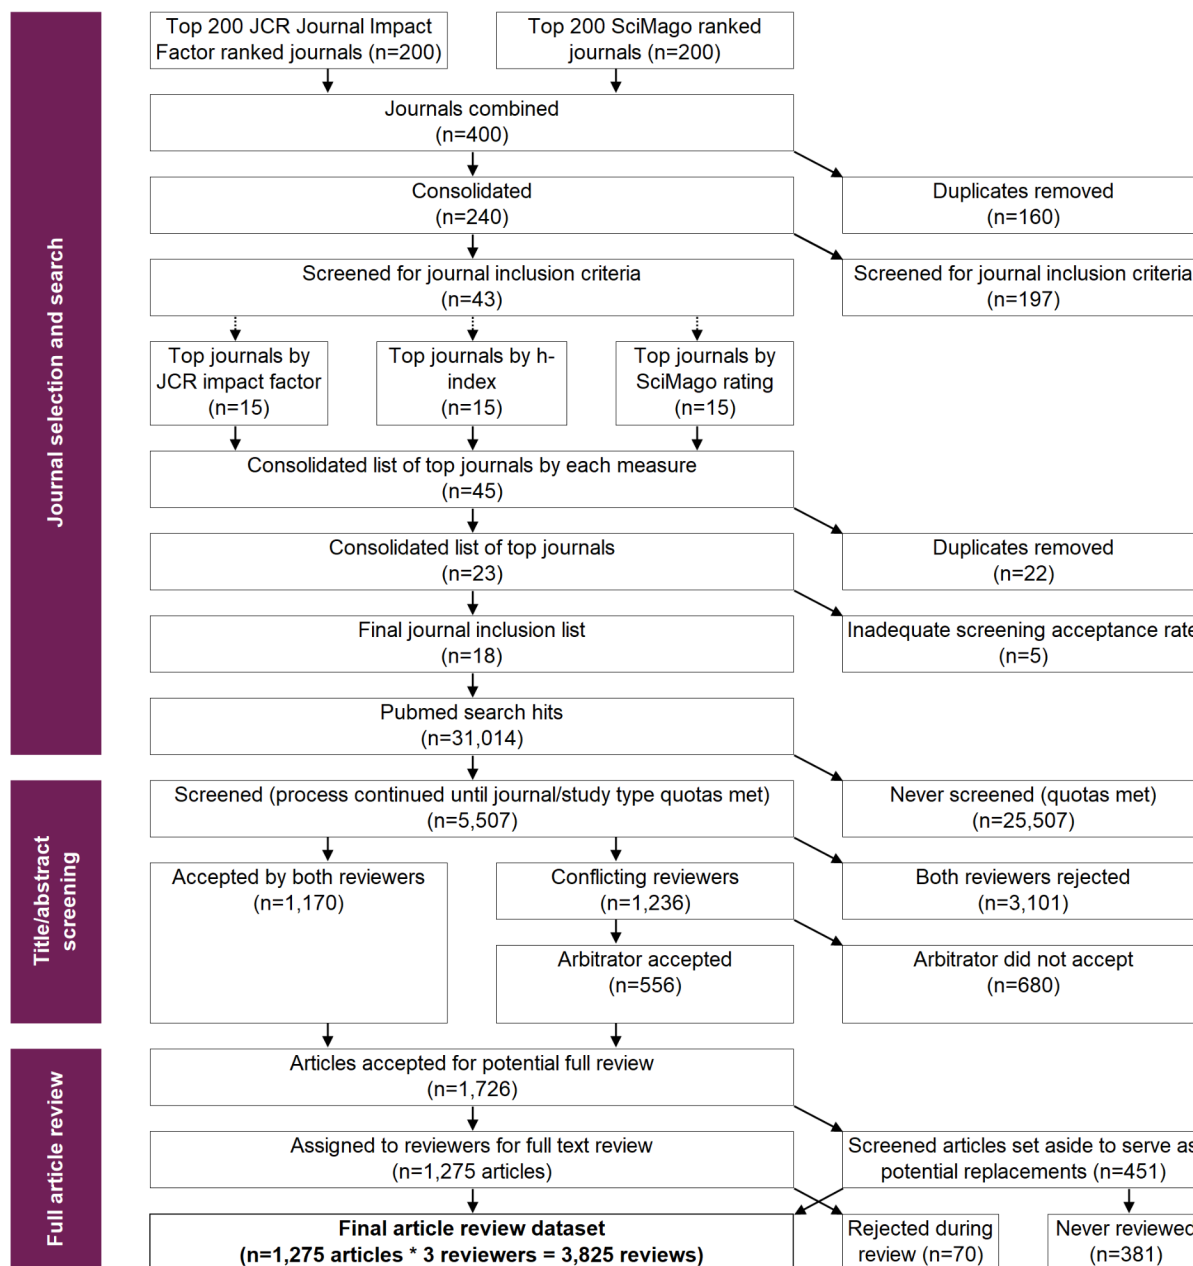 Top 200 JCR Journal Impact
Factor ranked journals (n=200)
Top 200 SciMago ranked
journals (n=200)
Journals combined
(n=400)
Consolidated
(n=240)
Duplicates removed
(n=160)
Screened for journal inclusion criteria
(n=43)
Screened for journal inclusion criteria
(n=197)
Top journals by
JCR impact factor
(n=15)
Top journals by h-
index
(n=15)
Top journals by
SciMago rating
(n=15)
Consolidated list of top journals by each measure
(n=45)
Consolidated list of top journals
(n=23)
Duplicates removed
(n=22)
Final journal inclusion list
(n=18)
Inadequate screening acceptance rate
(n=5)
Pubmed search hits
(n=31,014)
Journal selection and search
Screened (process continued until journal/study type quotas met)
(n=5,507)
Never screened (quotas met)
(n=25,507)
Accepted by both reviewers
(n=1,170)
Conflicting reviewers
(n=1,236)
Both reviewers rejected
(n=3,101)
Arbitrator accepted
(n=556)
Arbitrator did not accept
(n=680)
Title/abstract
screening
Articles accepted for potential full review
(n=1,726)
Assigned to reviewers for full text review
(n=1,275 articles)
Screened articles set aside to serve as
potential replacements (n=451)
Final article review dataset
(n=1,275 articles * 3 reviewers = 3,825 reviews)
Rejected during
review (n=70)
Never reviewed
(n=381)
Full article review